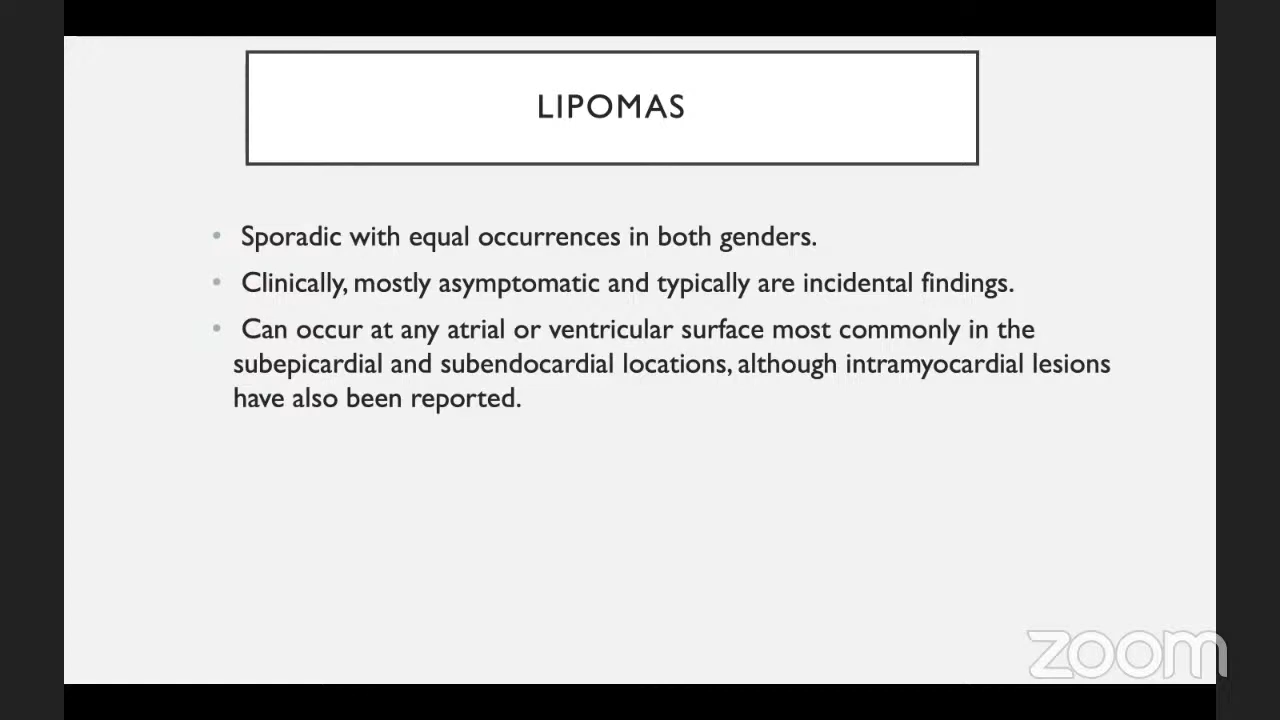 LIPOMAS
• Sporadic with equal occurrences in both genders.
• Clinically, mostly asymptomatic and typically are incidental findings.
• Can occur at any atrial or ventricular surface most commonly in the
subepicardial and subendocardial locations, although intramyocardial lesions
have also been reported.
zoom